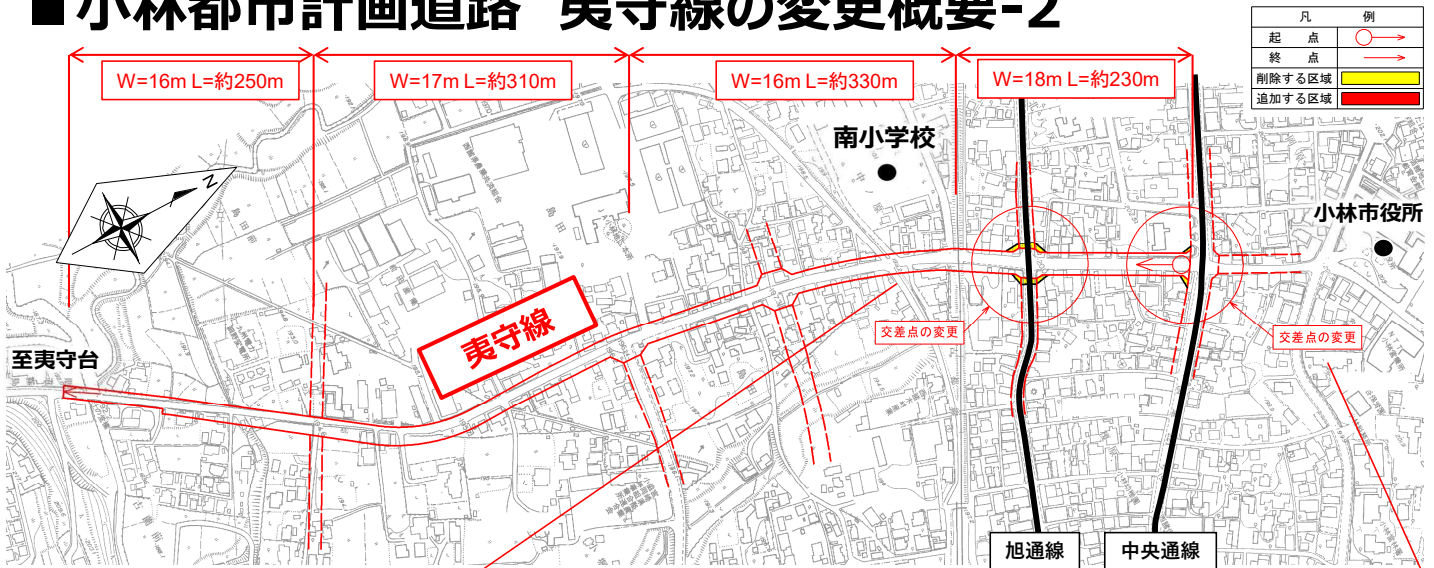 ■小林都市計画道路 夷守線の変更概要-2
凡 例
起 点
終 点
削除する区域
追加する区域
W=16m L=約250m
W=17m L=約310m
W=16m L=約330m
W=18m L=約230m
南小学校
小林市役所
Z
夷守線
交差点の変更
交差点の変更
至夷守台
旭通線
中央通線